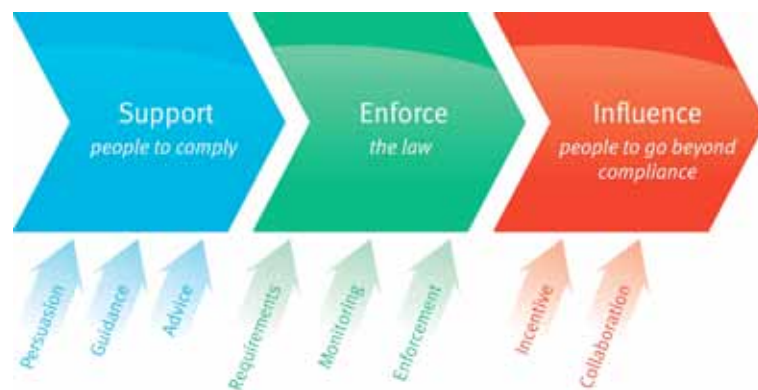 Support
people to comply
Enforce
the law
Influence
people to go beyond
compliance
Persuasion
Guidance
Advice
Requirements
Monitoring
Enforcement
Incentive
Collaboration